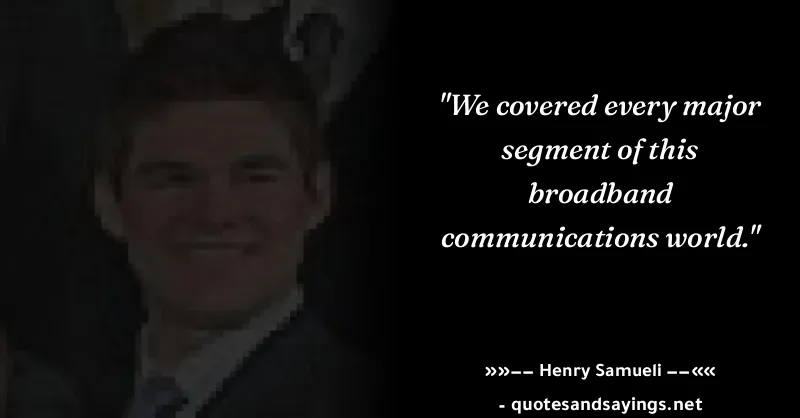 "We covered every major
segment of this
broadband
communications world."
»»−− Henry Samueli −−««
- quotesandsayings.net